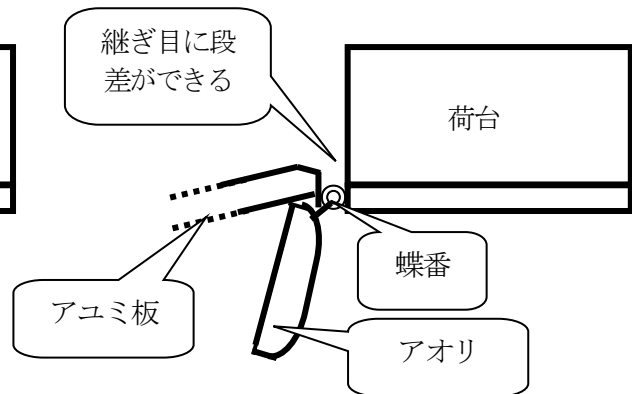 継ぎ目に段
差ができる
荷台
蝶番
アユミ板
アオリ